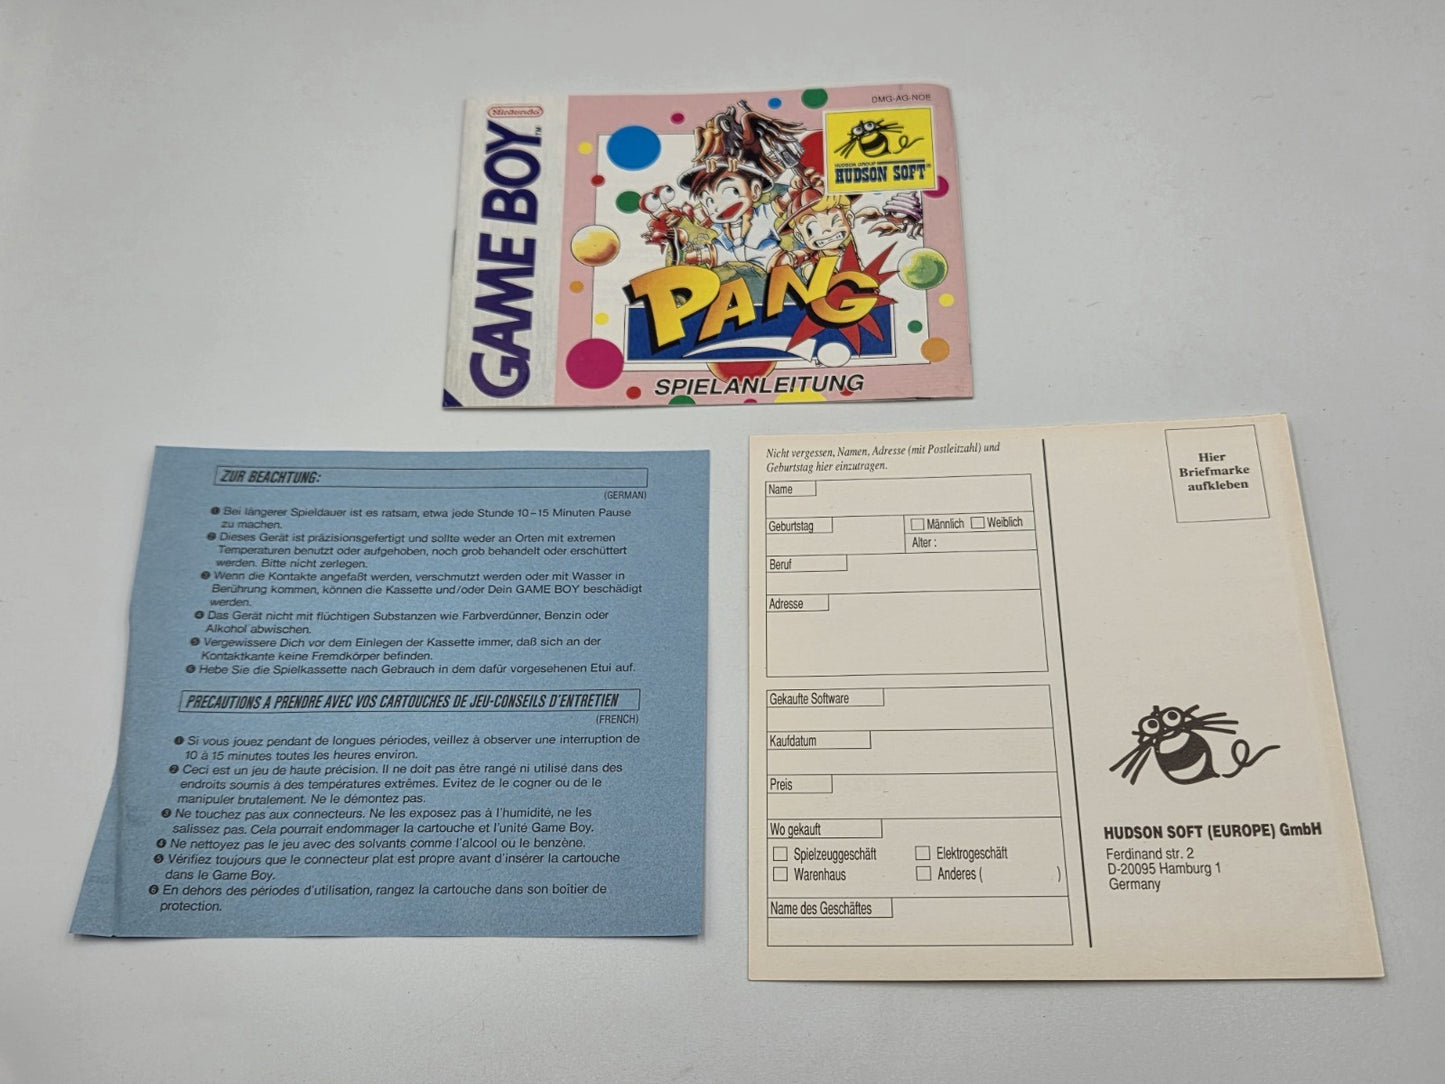 Nintendo
GAME BOY™
DMG-AG-NOE
HUDSON GROUP
HUDSON SOFT®
PANG
SPIELANLEITUNG
ZUR BEACHTUNG:
(GERMAN)
❶ Bei längerer Spieldauer ist es ratsam, etwa jede Stunde 10–15 Minuten Pause
zu machen.
❷ Dieses Gerät ist präzisionsgefertigt und sollte weder an Orten mit extremen
Temperaturen benutzt oder aufgehoben, noch grob behandelt oder erschüttert
werden. Bitte nicht zerlegen.
❸ Wenn die Kontakte angefaßt werden, verschmutzt werden oder mit Wasser in
Berührung kommen, können die Kassette und/oder Dein GAME BOY beschädigt
werden.
❹ Das Gerät nicht mit flüchtigen Substanzen wie Farbverdünner, Benzin oder
Alkohol abwischen.
❺ Vergewissere Dich vor dem Einlegen der Kassette immer, daß sich an der
Kontaktkante keine Fremdkörper befinden.
❻ Hebe Sie die Spielkassette nach Gebrauch in dem dafür vorgesehenen Etui auf.
PRECAUTIONS A PRENDRE AVEC VOS CARTOUCHES DE JEU-CONSEILS D'ENTRETIEN
(FRENCH)
❶ Si vous jouez pendant de longues périodes, veillez à observer une interruption de
10 à 15 minutes toutes les heures environ.
❷ Ceci est un jeu de haute précision. Il ne doit pas être rangé ni utilisé dans des
endroits soumis à des températures extrêmes. Evitez de le cogner ou de le
manipuler brutalement. Ne le démontez pas.
❸ Ne touchez pas aux connecteurs. Ne les exposez pas à l'humidité, ne les
salissez pas. Cela pourrait endommager la cartouche et l'unité Game Boy.
❹ Ne nettoyez pas le jeu avec des solvants comme l'alcool ou le benzène.
❺ Vérifiez toujours que le connecteur plat est propre avant d'insérer la cartouche
dans le Game Boy.
❻ En dehors des périodes d'utilisation, rangez la cartouche dans son boîtier de
protection.
Nicht vergessen, Namen, Adresse (mit Postleitzahl) und
Geburtstag hier einzutragen.
Name
Geburtstag
Männlich Weiblich
Alter :
Beruf
Adresse
Gekaufte Software
Kaufdatum
Preis
Wo gekauft
Spielzeuggeschäft Elektrogeschäft
Warenhaus Anderes ( )
Name des Geschäftes
Hier
Briefmarke
aufkleben
HUDSON SOFT (EUROPE) GmbH
Ferdinand str. 2
D-20095 Hamburg 1
Germany